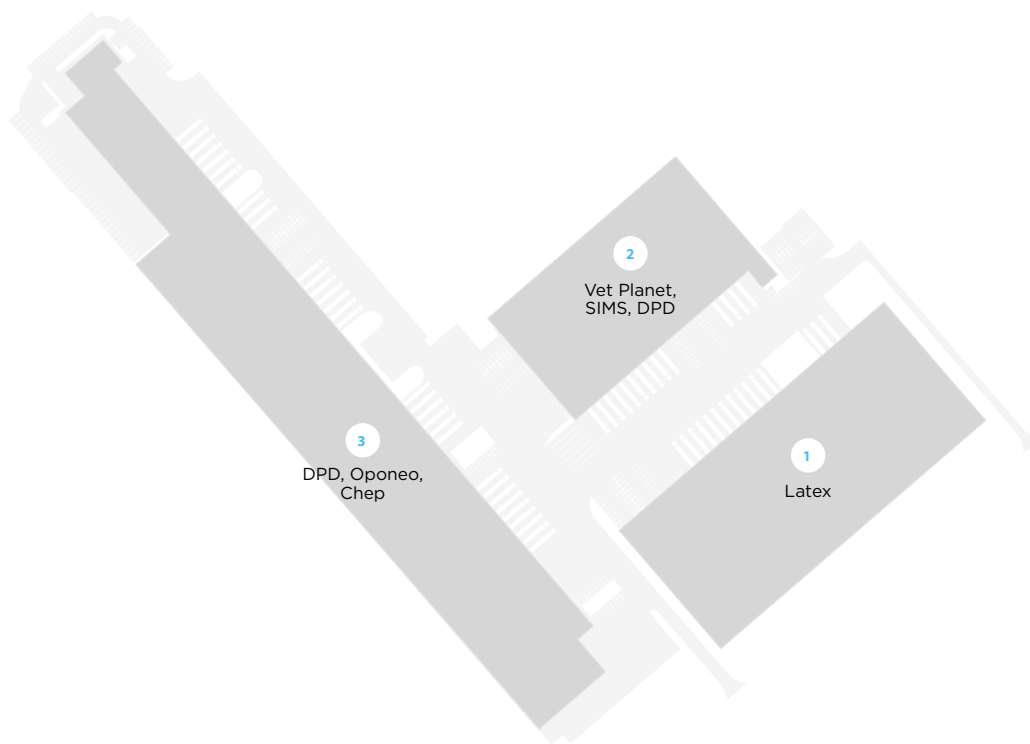 2
Vet Planet,
SIMS, DPD
3
DPD, Oponeo,
Chep
1
Latex